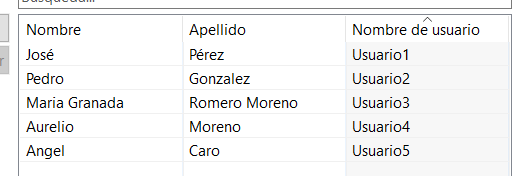 Nombre Apellido Nombre de usuario
José Pérez Usuario1
Pedro Gonzalez Usuario2
Maria Granada Romero Moreno Usuario3
Aurelio Moreno Usuario4
Angel Caro Usuario5